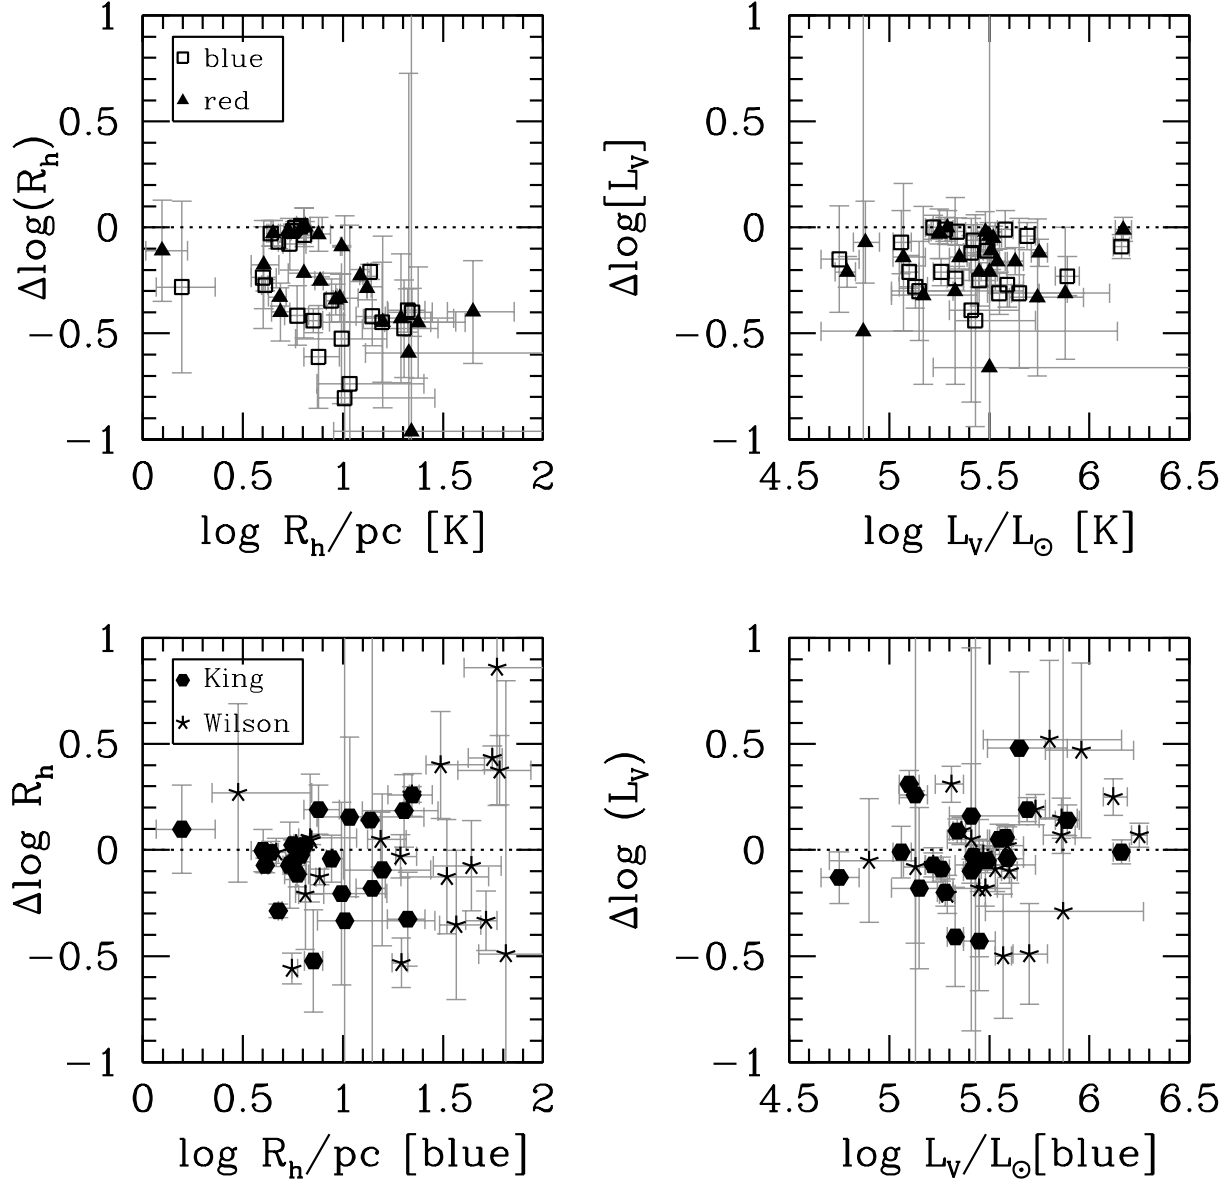 1
0.5
0
−0.5
−1
Δlog(R_h)
blue
red
0 0.5 1 1.5 2
log R_h/pc [K]
1
0.5
0
−0.5
−1
Δlog[L_V]
4.5 5 5.5 6 6.5
log L_V/L_⊙ [K]
1
0.5
0
−0.5
−1
Δlog R_h
King
Wilson
0 0.5 1 1.5 2
log R_h/pc [blue]
1
0.5
0
−0.5
−1
Δlog (L_V)
4.5 5 5.5 6 6.5
log L_V/L_⊙[blue]